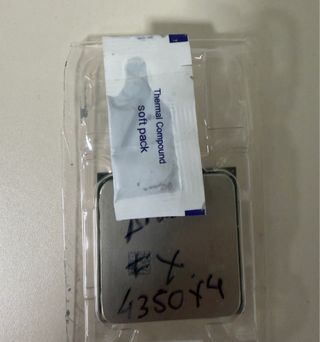 Thermal Compound
soft pack
X
4350x4